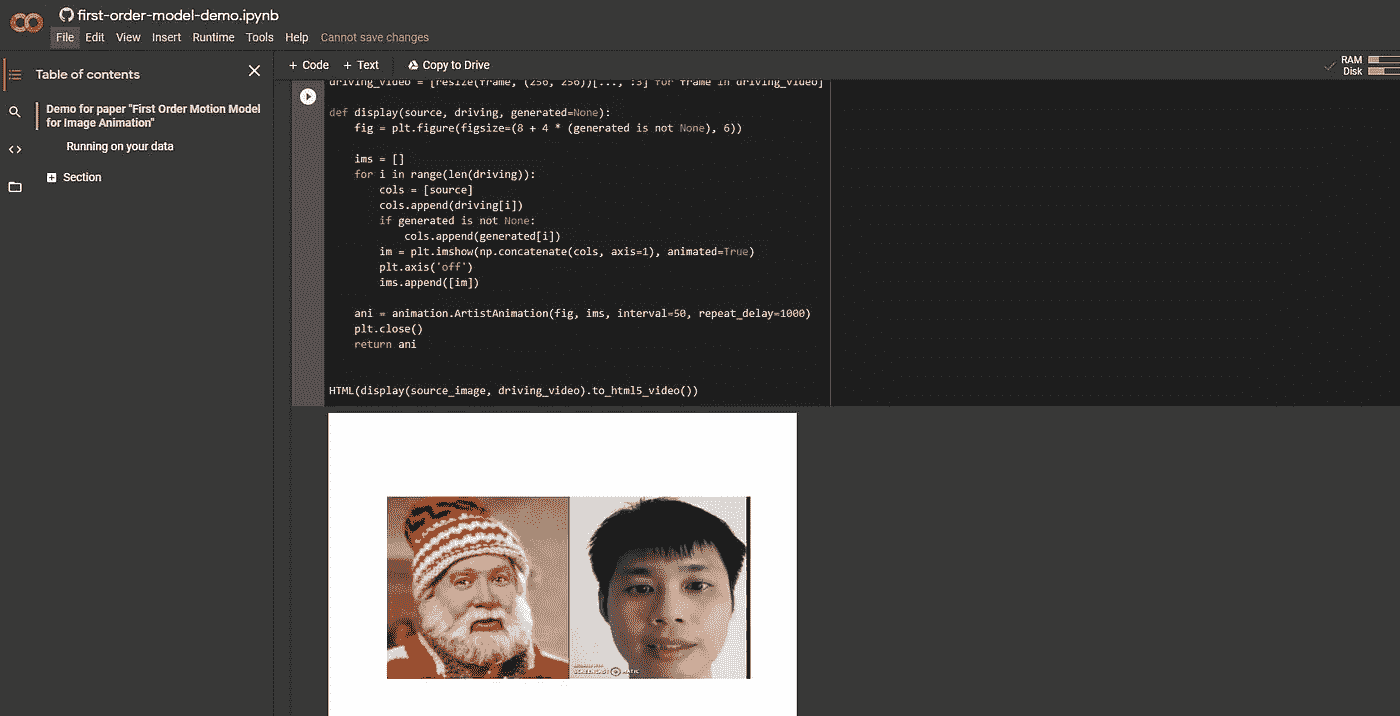 first-order-model-demo.ipynb
File Edit View Insert Runtime Tools Help Cannot save changes
Table of contents
+ Code + Text Copy to Drive
RAM
Disk
Demo for paper "First Order Motion Model
for Image Animation"
Running on your data
Section
driving_video = [resize(frame, (256, 256))[..., :3] for frame in driving_video]
def display(source, driving, generated=None):
    fig = plt.figure(figsize=(8 + 4 * (generated is not None), 6))
    ims = []
    for i in range(len(driving)):
        cols = [source]
        cols.append(driving[i])
        if generated is not None:
            cols.append(generated[i])
        im = plt.imshow(np.concatenate(cols, axis=1), animated=True)
        plt.axis('off')
        ims.append([im])
    ani = animation.ArtistAnimation(fig, ims, interval=50, repeat_delay=1000)
    plt.close()
    return ani
HTML(display(source_image, driving_video).to_html5_video())